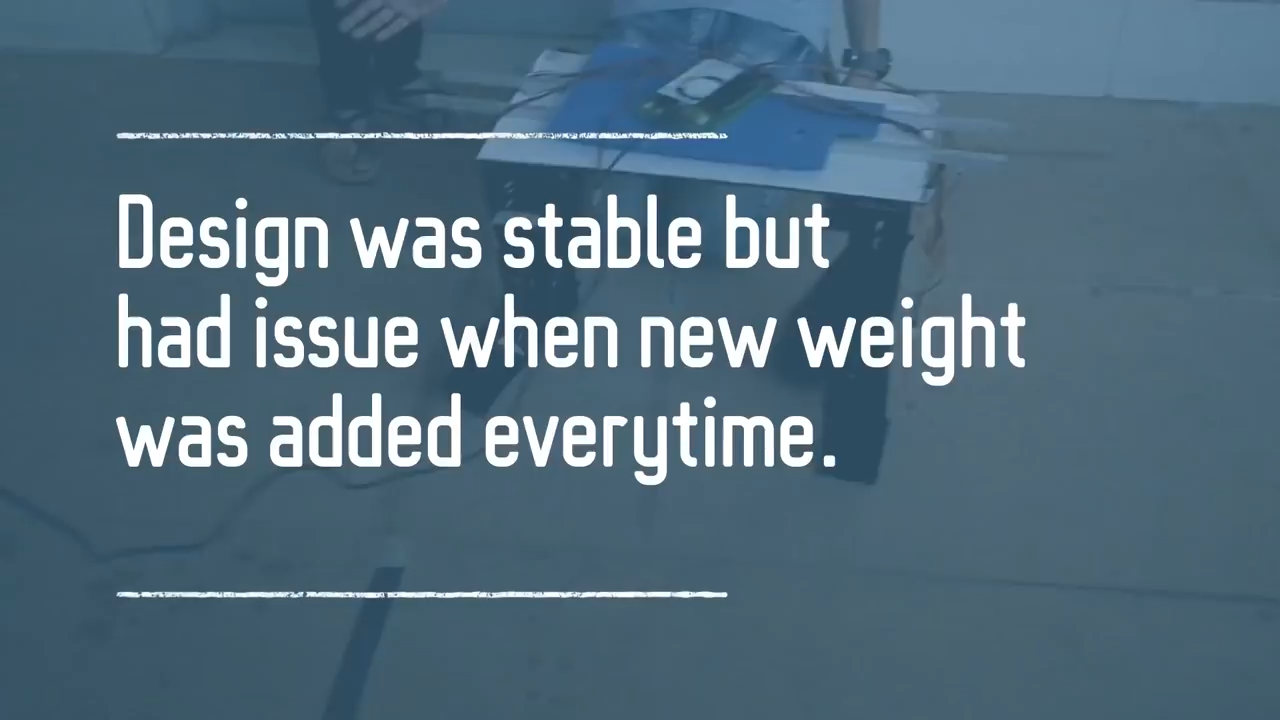 Design was stable but
had issue when new weight
was added everytime.